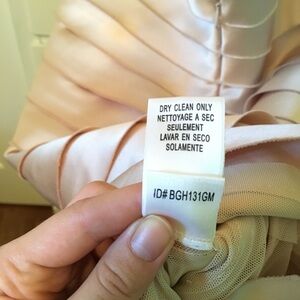 DRY CLEAN ONLY
NETTOYAGE A SEC
SEULEMENT
LAVAR EN SECO
SOLAMENTE
ID# BGH131GM